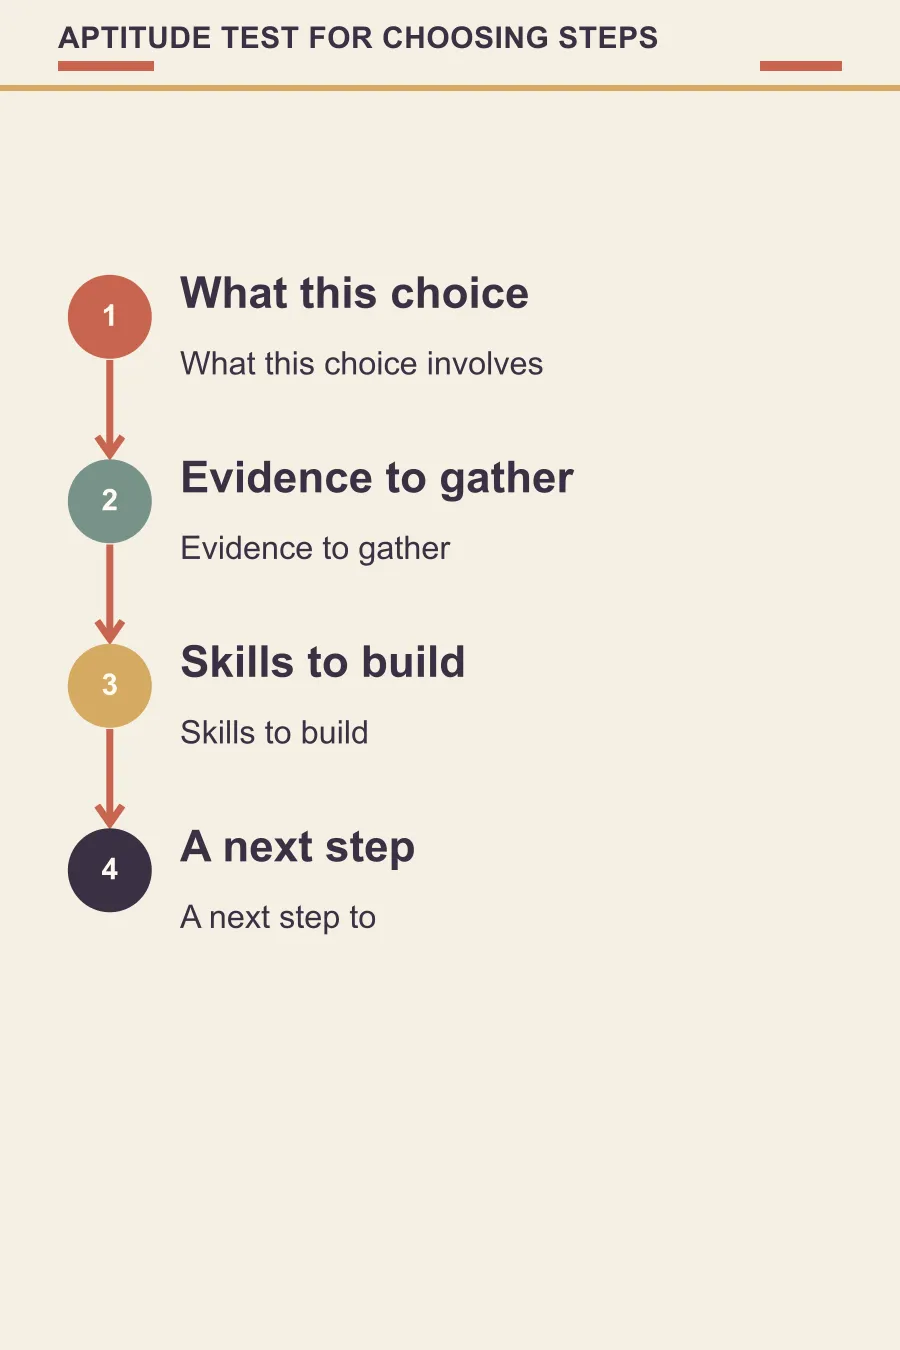 APTITUDE TEST FOR CHOOSING STEPS
1
What this choice
What this choice involves
2
Evidence to gather
Evidence to gather
3
Skills to build
Skills to build
4
A next step
A next step to